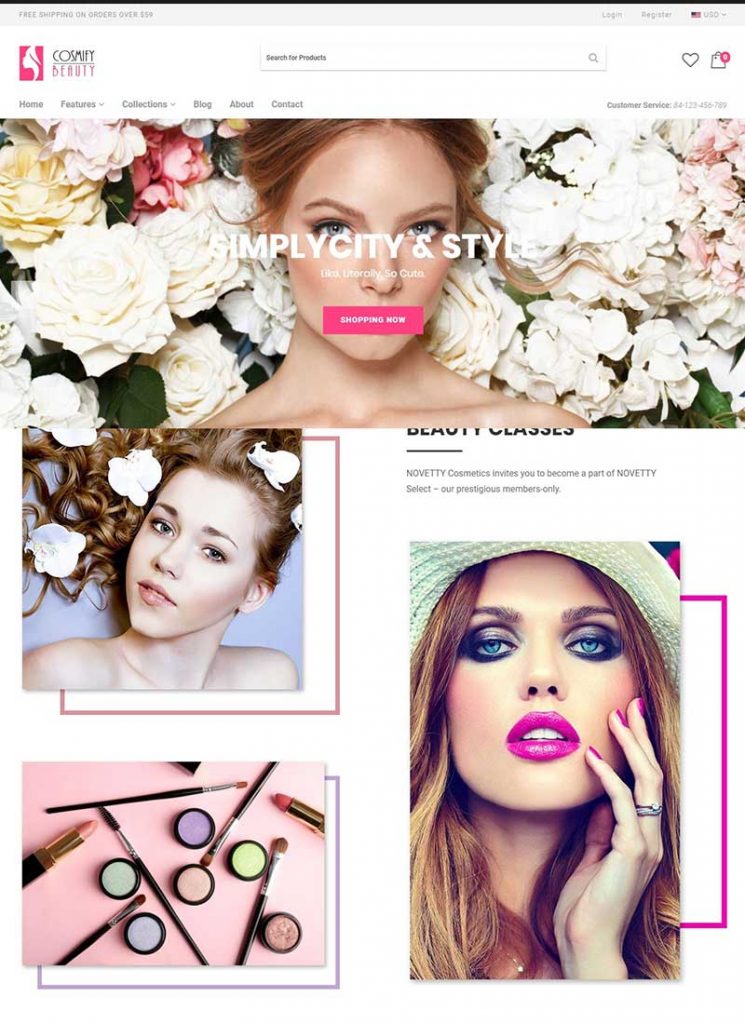 FREE SHIPPING ON ORDERS OVER $59
Login
Register
USD
COSMIFY
BEAUTY
Search for Products
0
Home
Features
Collections
Blog
About
Contact
Customer Service: 84-123-456-789
SIMPLYCITY & STYLE
Like. Literally, So Cute.
SHOPPING NOW
BEAUTY CLASSES
NOVETTY Cosmetics invites you to become a part of NOVETTY
Select – our prestigious members-only.